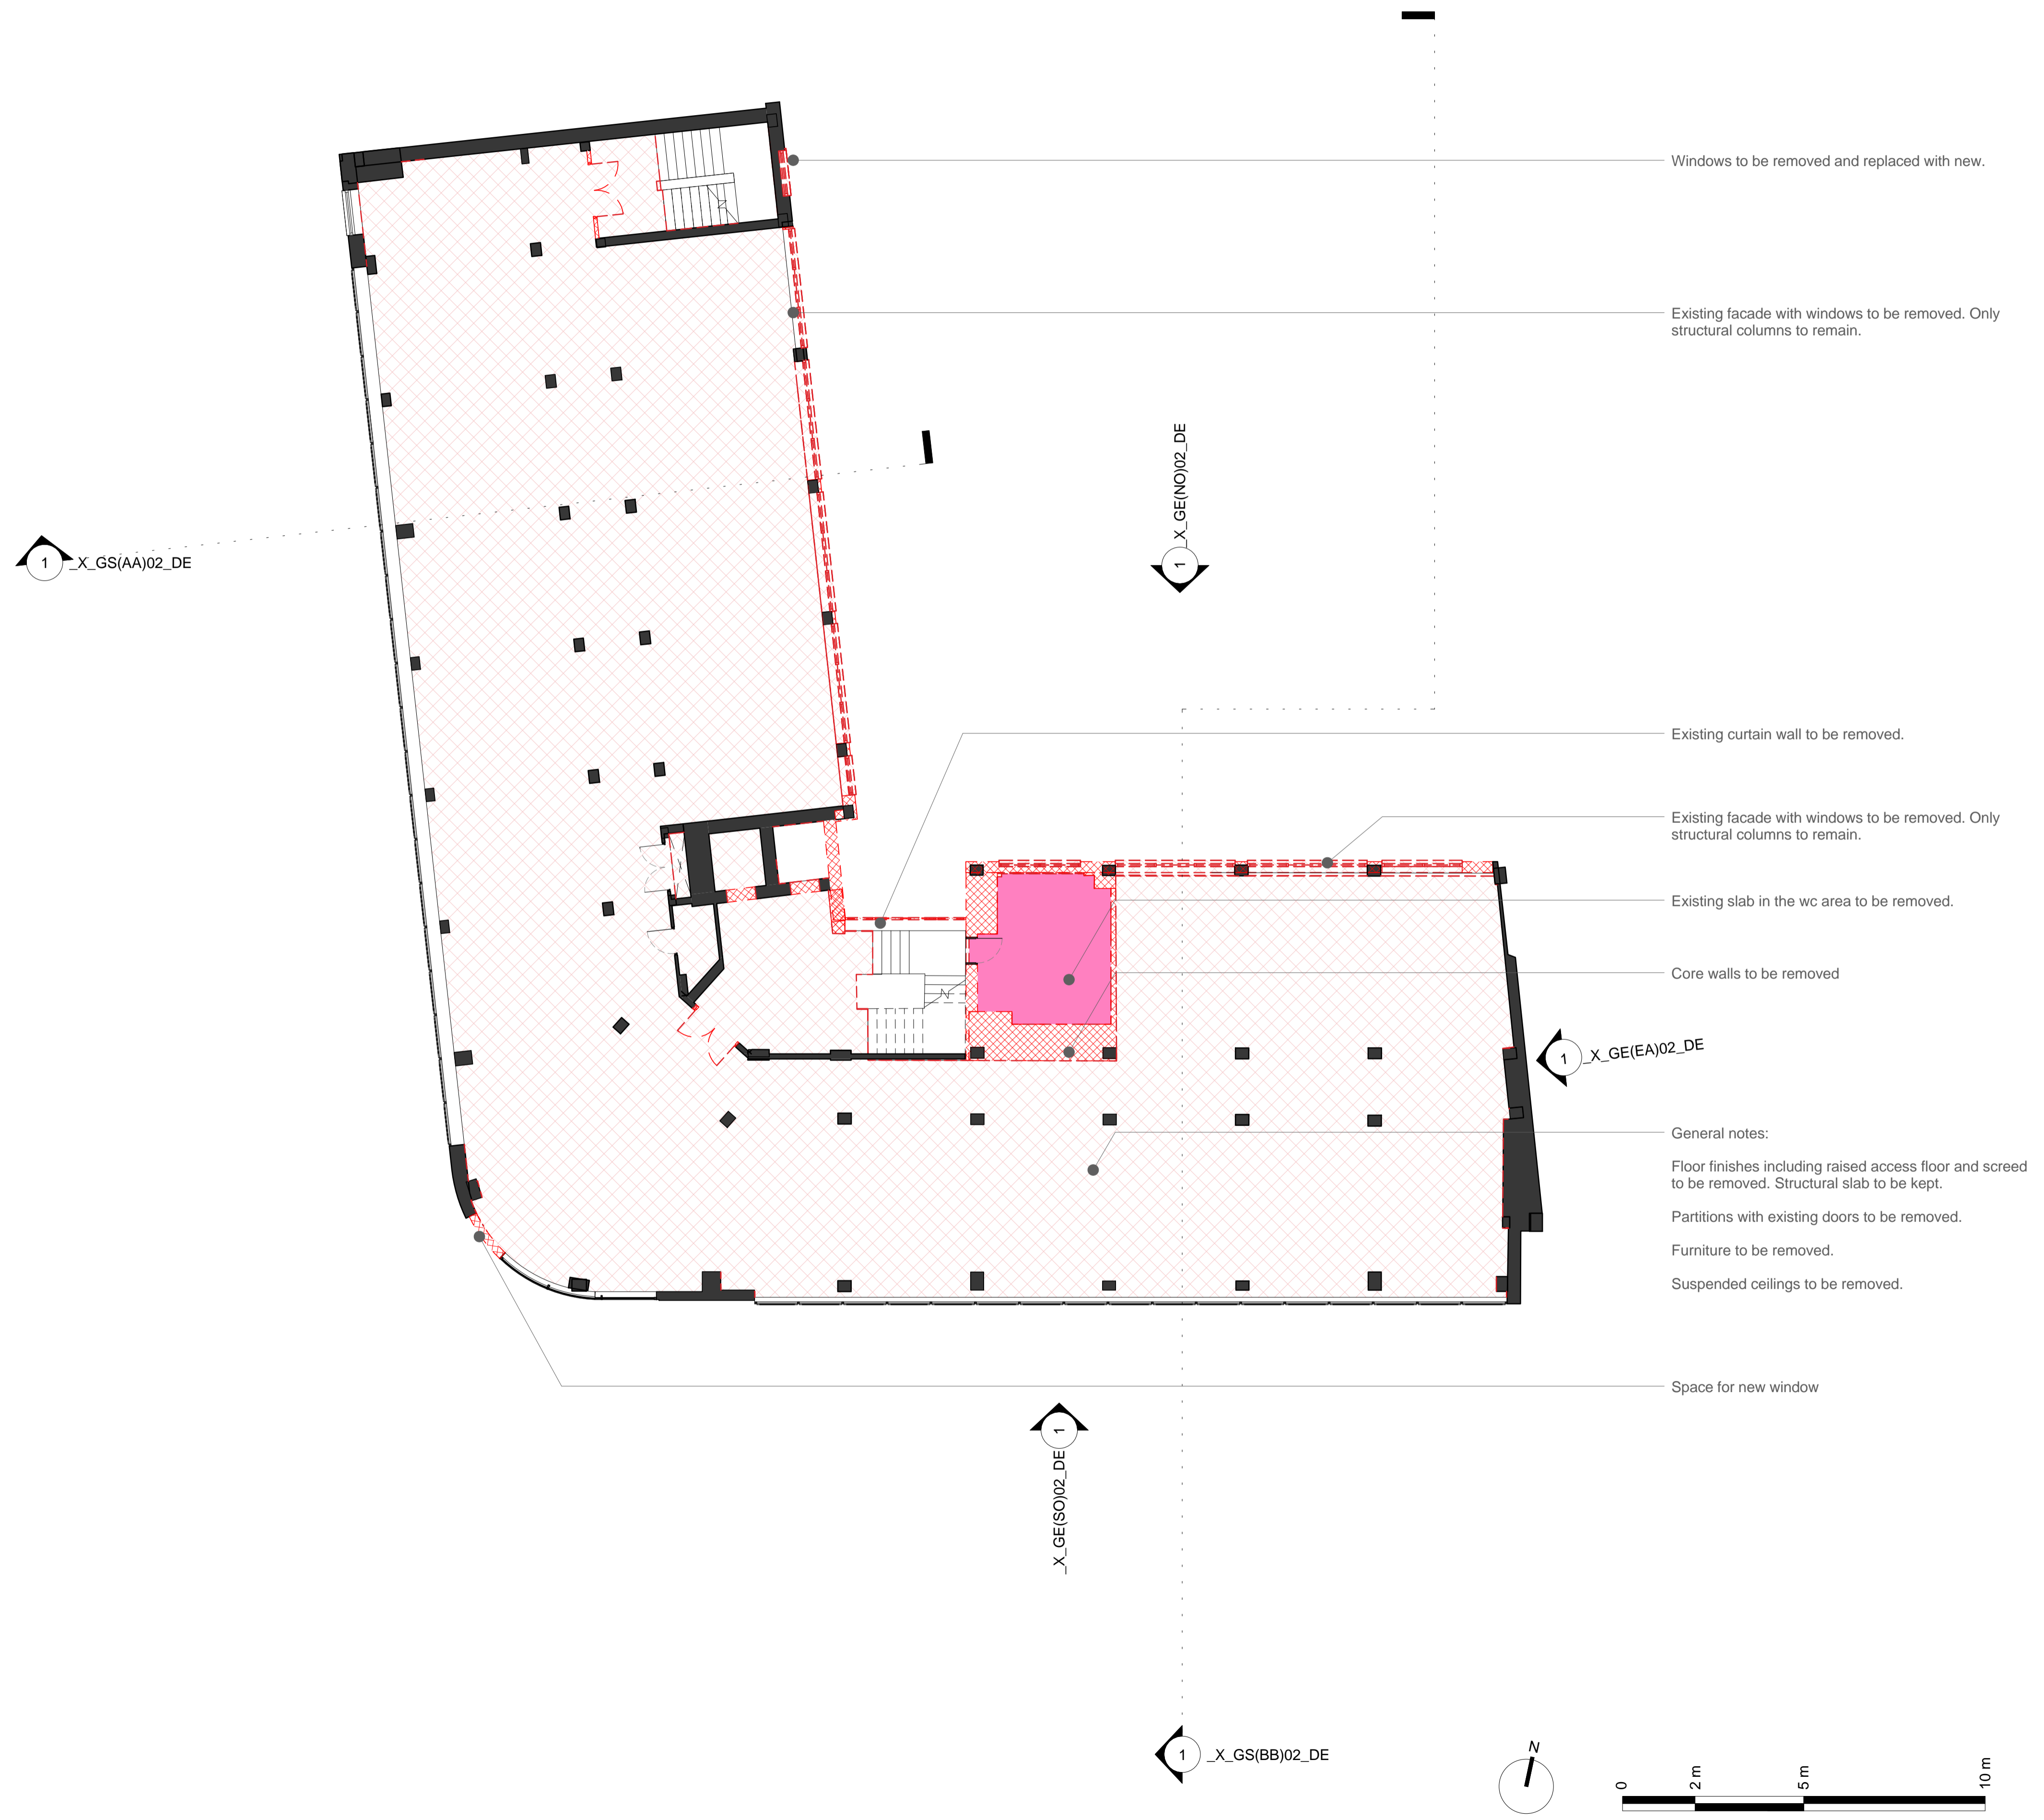 Windows to be removed and replaced with new.
Existing facade with windows to be removed. Only
structural columns to remain.
_X_GE(NO)02_DE
1
1
_X_GS(AA)02_DE
Existing curtain wall to be removed.
Existing facade with windows to be removed. Only
structural columns to remain.
Existing slab in the wc area to be removed.
Core walls to be removed
N
N
1
_X_GE(EA)02_DE
General notes:
Floor finishes including raised access floor and screed
to be removed. Structural slab to be kept.
Partitions with existing doors to be removed.
Furniture to be removed.
Suspended ceilings to be removed.
Space for new window
1
_X_GE(SO)02_DE
1
_X_GS(BB)02_DE
N
0
2 m
5 m
10 m